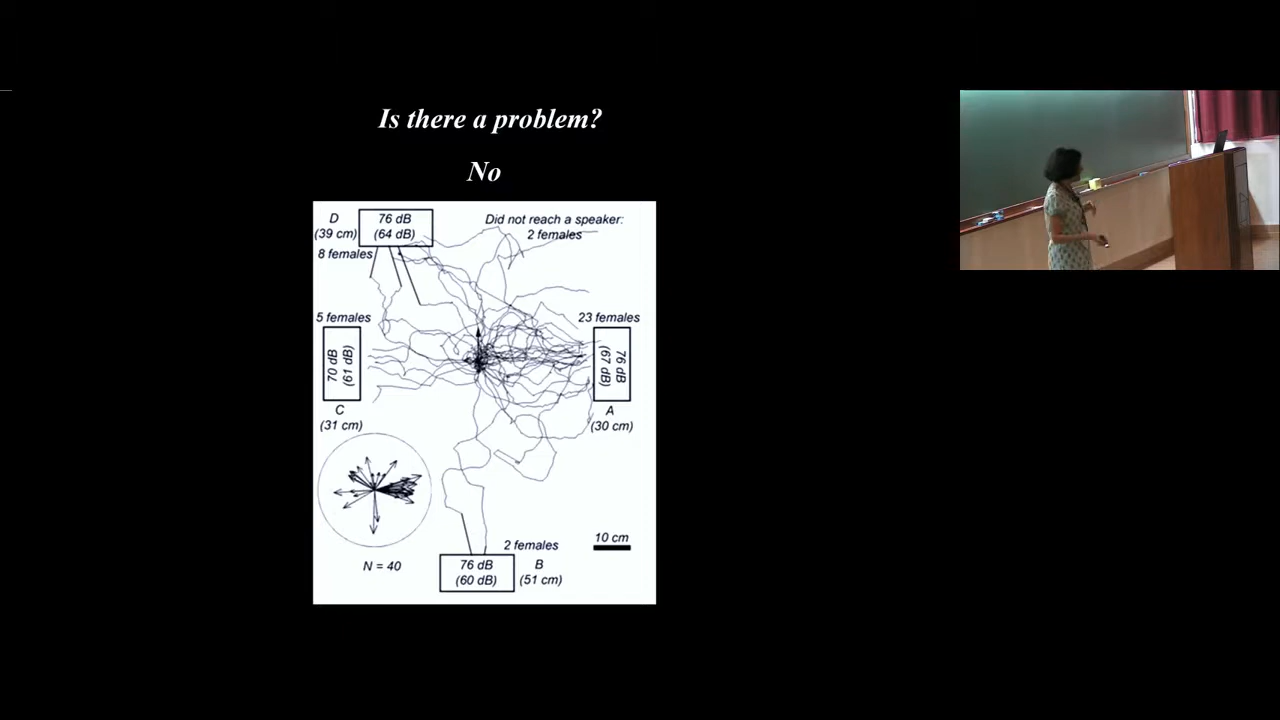 Is there a problem?
No
D
(39 cm)
76 dB
(64 dB)
8 females
Did not reach a speaker:
2 females
5 females
70 dB
(61 dB)
C
(31 cm)
23 females
76 dB
(67 dB)
A
(30 cm)
N = 40
2 females
76 dB
(60 dB)
B
(51 cm)
10 cm